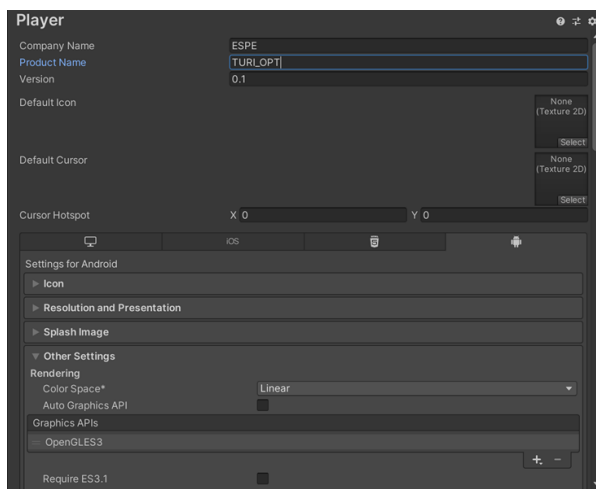 Player
Company Name ESPE
Product Name TURI_OPT
Version 0.1
Default Icon None
(Texture 2D)
Select
Default Cursor None
(Texture 2D)
Select
Cursor Hotspot X 0 Y 0
iOS
Settings for Android
Icon
Resolution and Presentation
Splash Image
Other Settings
Rendering
Color Space* Linear
Auto Graphics API
Graphics APIs
OpenGLES3
Require ES3.1